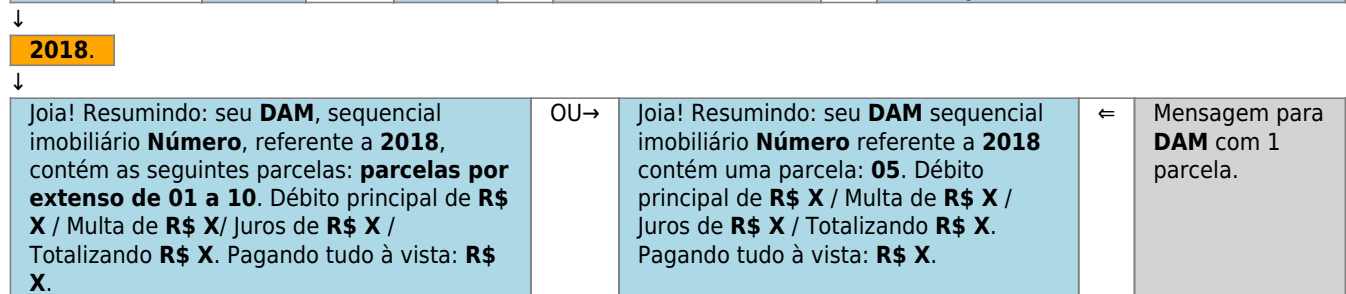 ↓
2018.
↓
Joia! Resumindo: seu DAM, sequencial
imobiliário Número, referente a 2018,
contém as seguintes parcelas: parcelas por
extenso de 01 a 10. Débito principal de R$
X / Multa de R$ X/ Juros de R$ X /
Totalizando R$ X. Pagando tudo à vista: R$
X.
OU→
Joia! Resumindo: seu DAM sequencial
imobiliário Número referente a 2018
contém uma parcela: 05. Débito
principal de R$ X / Multa de R$ X /
Juros de R$ X / Totalizando R$ X.
Pagando tudo à vista: R$ X.
⇐
Mensagem para
DAM com 1
parcela.